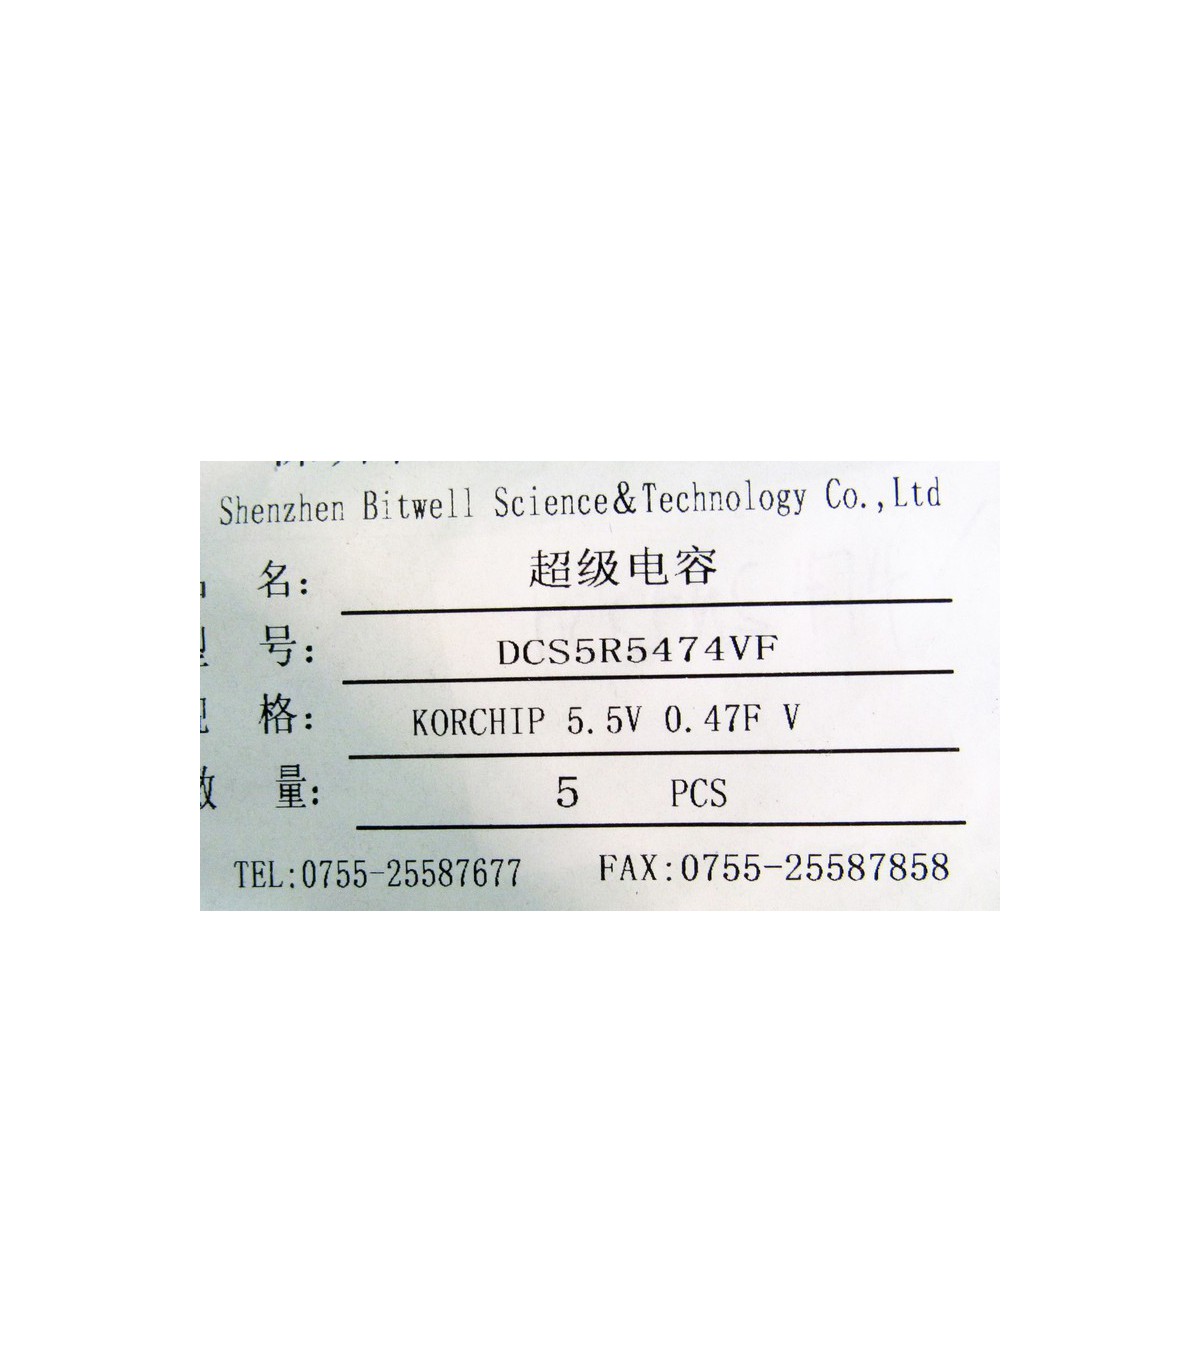 Shenzhen Bitwell Science&Technology Co.,Ltd
名: 超级电容
号: DCS5R5474VF
格: KORCHIP 5.5V 0.47F V
数 量: 5 PCS
TEL:0755-25587677 FAX:0755-25587858